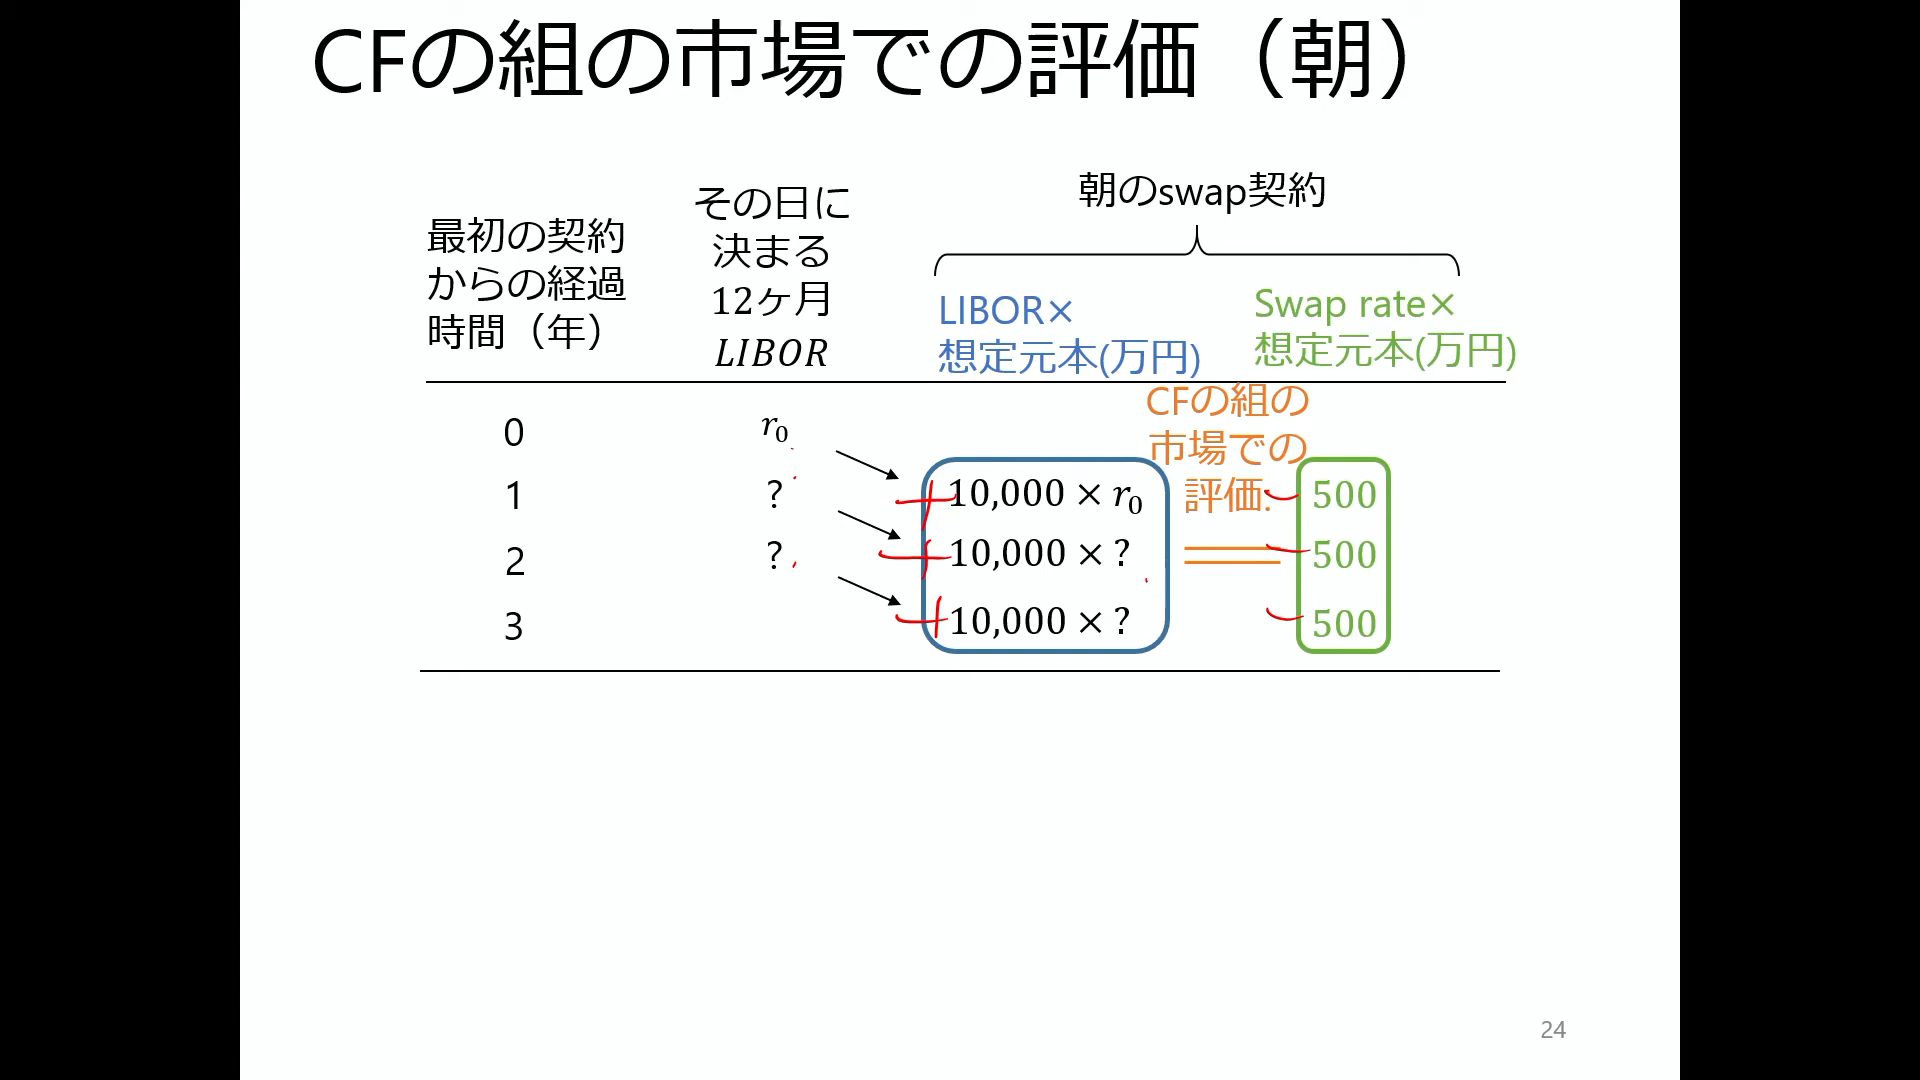 CFの組の市場での評価（朝）
朝のswap契約
最初の契約
からの経過
時間（年）
その日に
決まる
12ヶ月
LIBOR
LIBOR×
想定元本(万円)
Swap rate×
想定元本(万円)
CFの組の
市場での
評価.
0 r₀
1 ? 10,000 × r₀ 500
2 ? 10,000 × ? 500
3 10,000 × ? 500
24